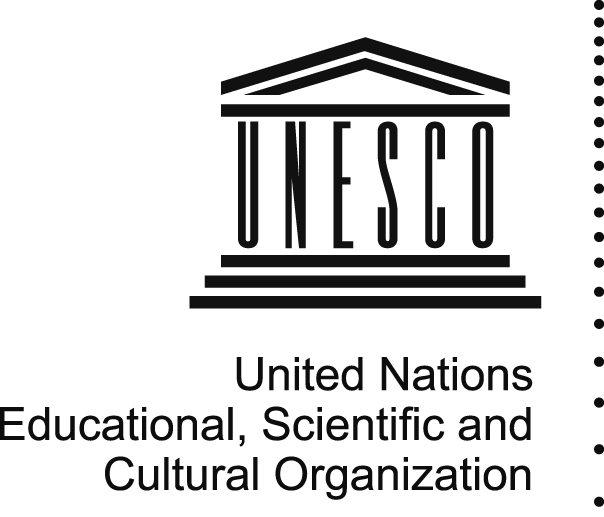 UNESCO
United Nations
Educational, Scientific and
Cultural Organization